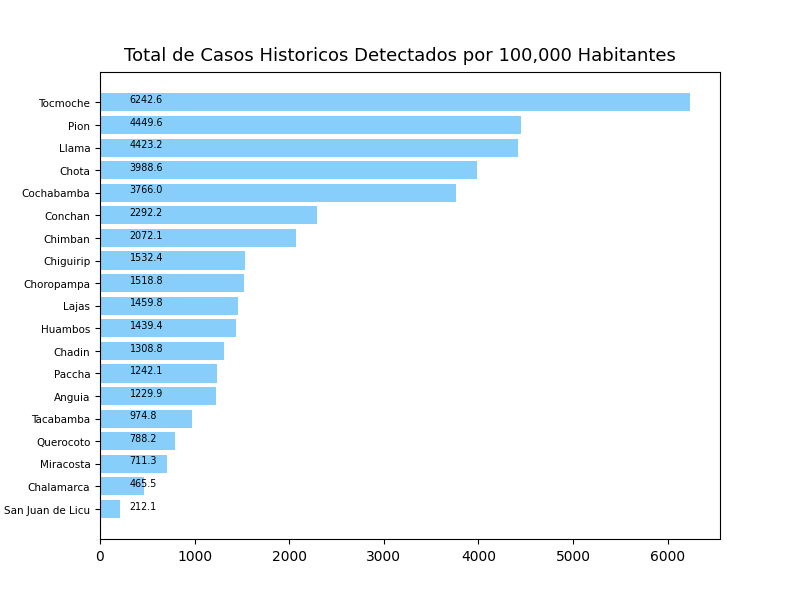 Total de Casos Historicos Detectados por 100,000 Habitantes
Tocmoche 6242.6
Pion 4449.6
Llama 4423.2
Chota 3988.6
Cochabamba 3766.0
Conchan 2292.2
Chimban 2072.1
Chiguirip 1532.4
Choropampa 1518.8
Lajas 1459.8
Huambos 1439.4
Chadin 1308.8
Paccha 1242.1
Anguia 1229.9
Tacabamba 974.8
Querocoto 788.2
Miracosta 711.3
Chalamarca 465.5
San Juan de Licu 212.1
0 1000 2000 3000 4000 5000 6000